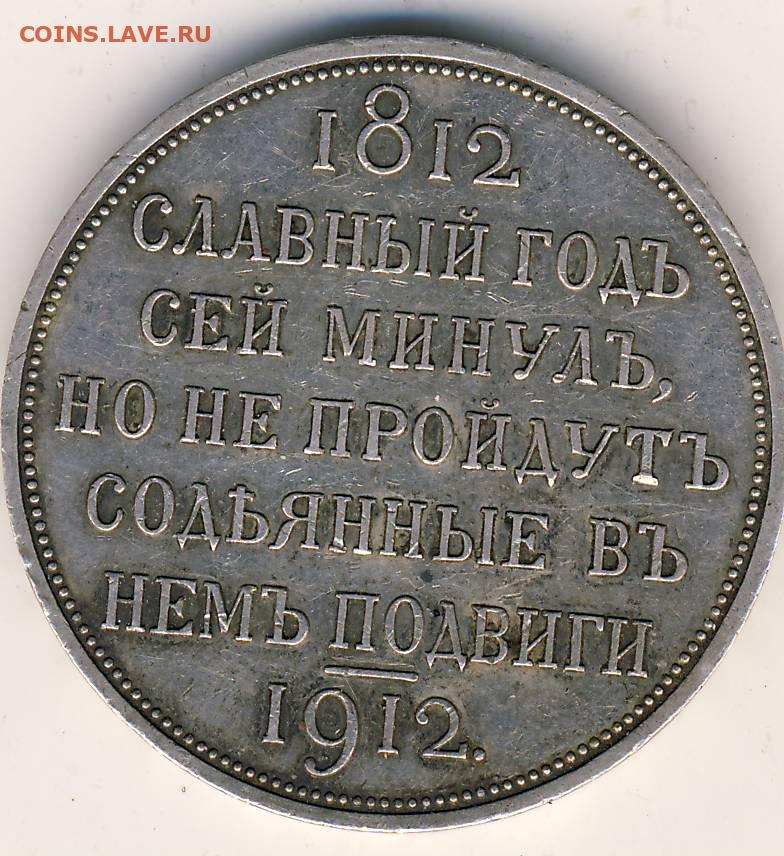 COINS.LAVE.RU
1812
СЛАВНЫЙ ГОДЪ
СЕЙ МИНУЛЪ,
НО НЕ ПРОЙДУТЪ
СОДѢЯННЫЕ ВЪ
НЕМЪ ПОДВИГИ
1912.